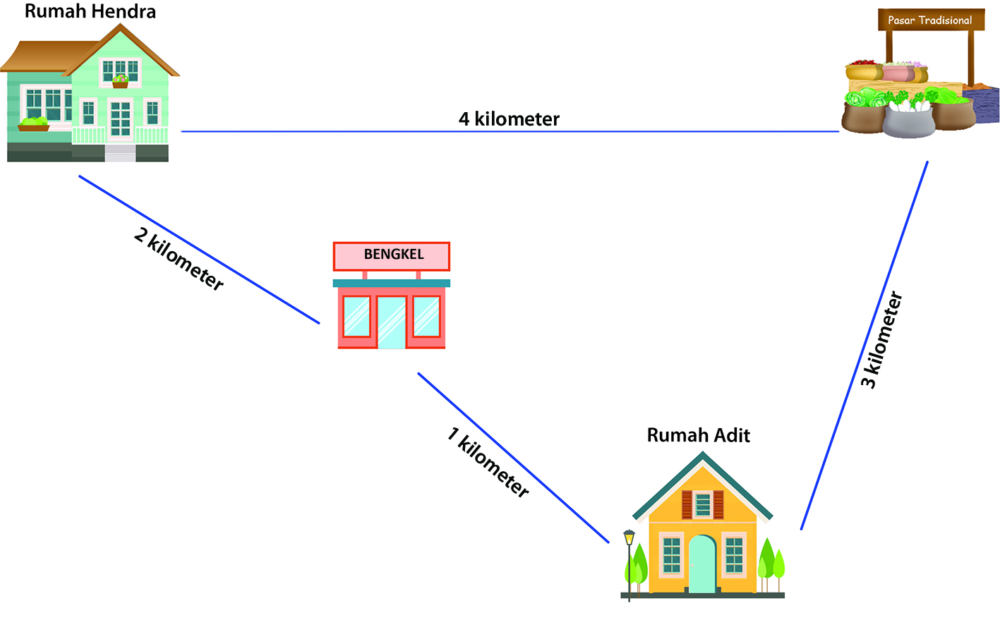 Rumah Hendra
Pasar Tradisional
4 kilometer
2 kilometer
BENGKEL
3 kilometer
1 kilometer
Rumah Adit